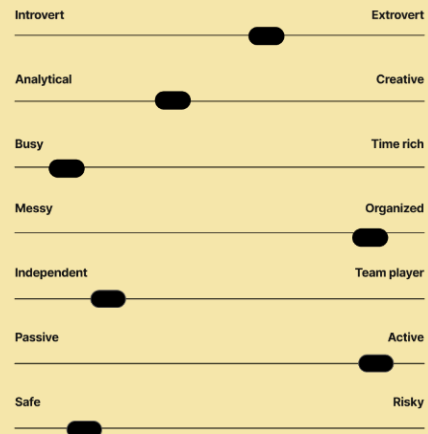 Introvert Extrovert
Analytical Creative
Busy Time rich
Messy Organized
Independent Team player
Passive Active
Safe Risky